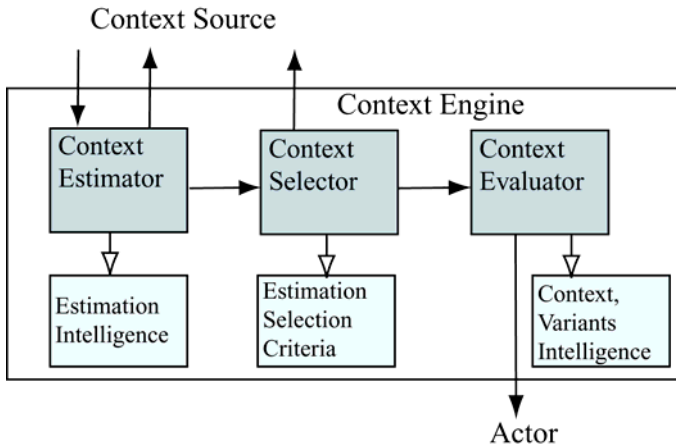 Context Source
Context Engine
Context
Estimator
Context
Selector
Context
Evaluator
Estimation
Intelligence
Estimation
Selection
Criteria
Context,
Variants
Intelligence
Actor